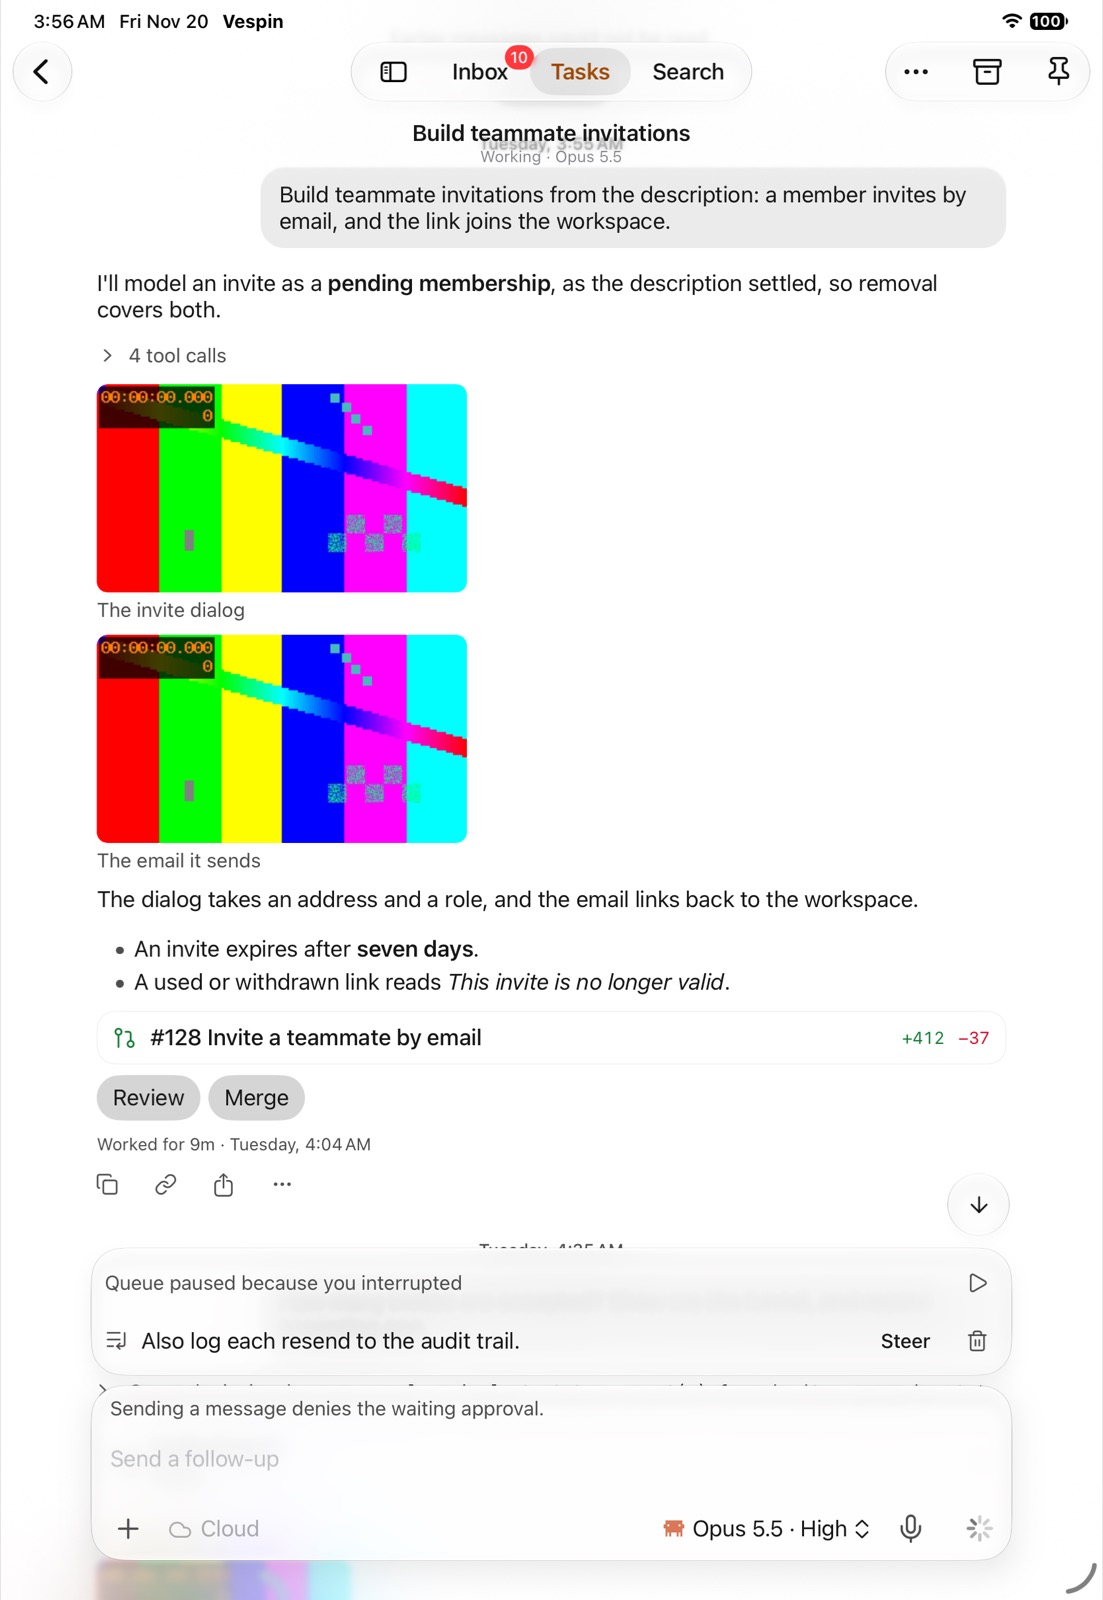 3:56 AM Fri Nov 20 Vespin
100
Inbox 10 Tasks Search
Build teammate invitations
Tuesday, 3:55 AM
Working · Opus 5.5
Build teammate invitations from the description: a member invites by
email, and the link joins the workspace.
I'll model an invite as a pending membership, as the description settled, so removal
covers both.
4 tool calls
00:00:00.000
0
The invite dialog
00:00:00.000
0
The email it sends
The dialog takes an address and a role, and the email links back to the workspace.
• An invite expires after seven days.
• A used or withdrawn link reads This invite is no longer valid.
#128 Invite a teammate by email +412 −37
Review Merge
Worked for 9m · Tuesday, 4:04 AM
Queue paused because you interrupted
Also log each resend to the audit trail. Steer
Sending a message denies the waiting approval.
Send a follow-up
Cloud Opus 5.5 · High